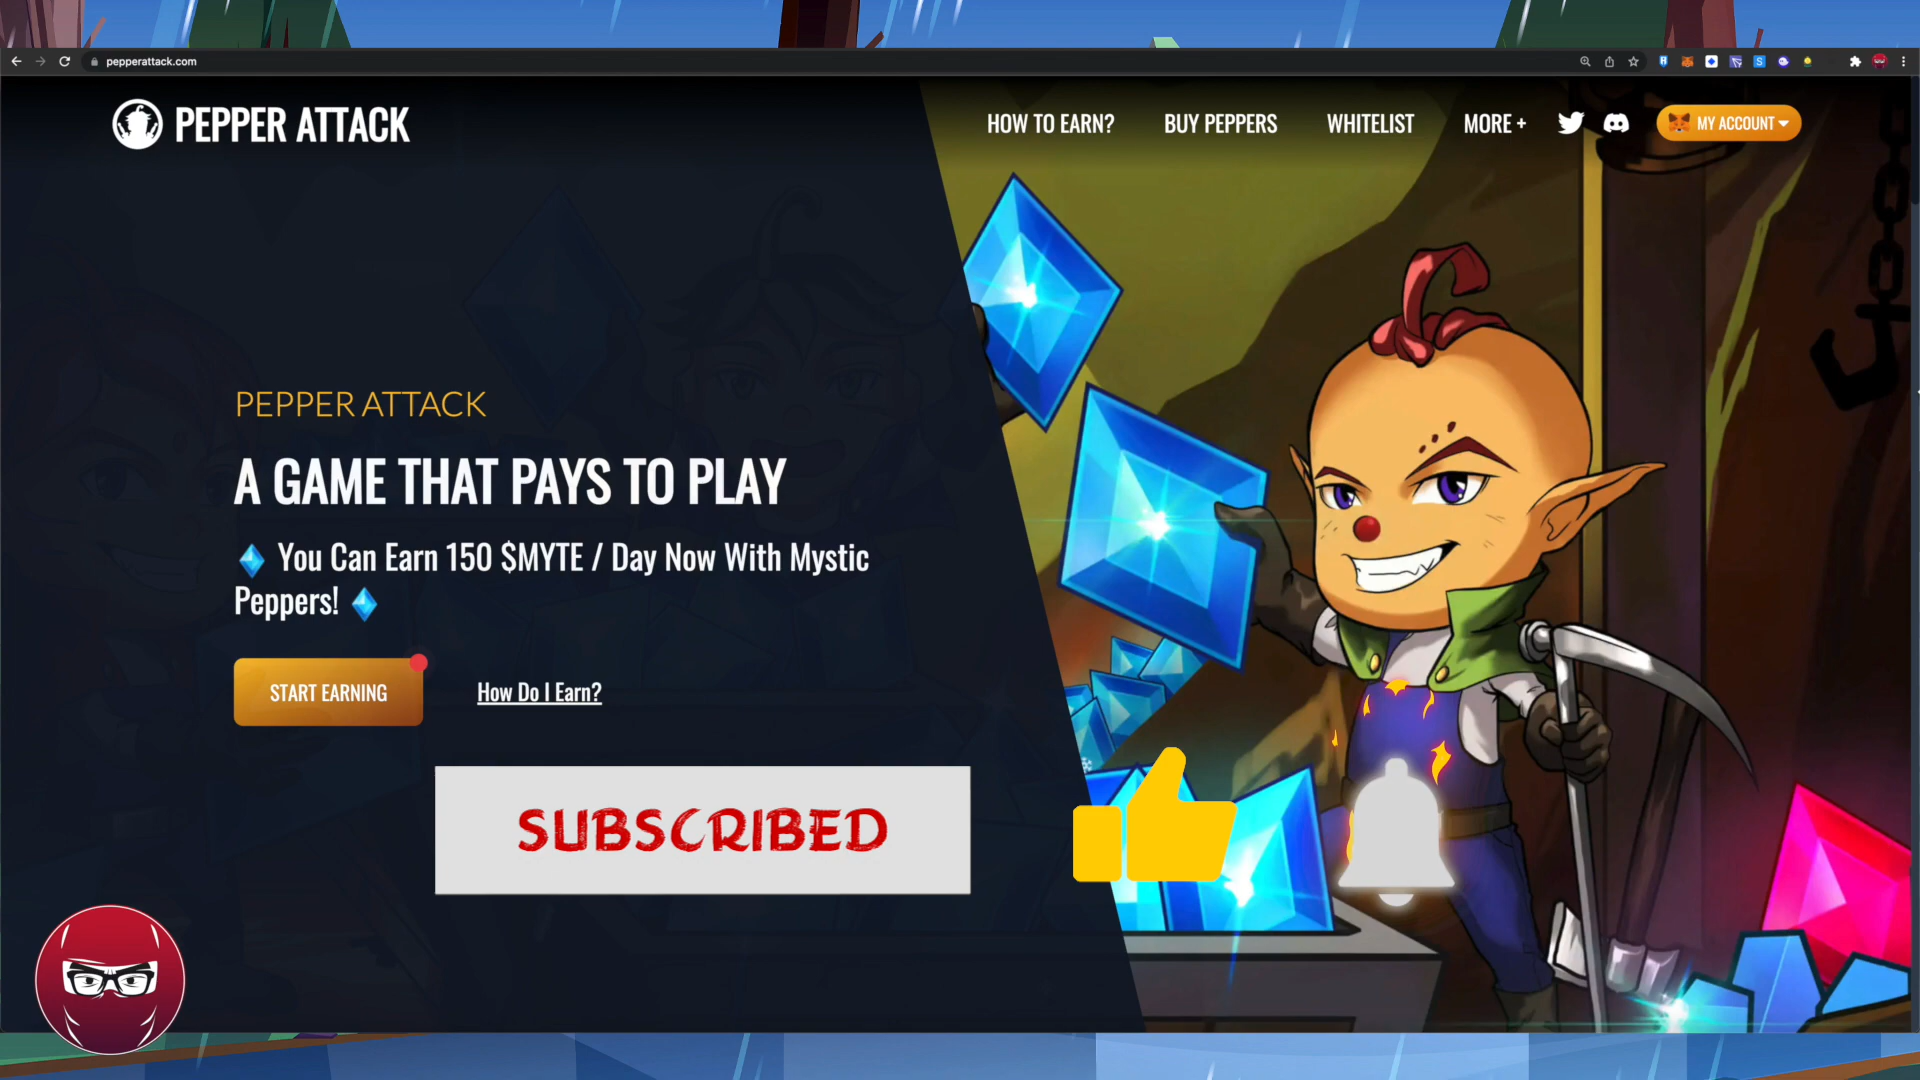 pepperattack.com
PEPPER ATTACK
HOW TO EARN?
BUY PEPPERS
WHITELIST
MORE +
MY ACCOUNT
PEPPER ATTACK
A GAME THAT PAYS TO PLAY
You Can Earn 150 $MYTE / Day Now With Mystic
Peppers!
START EARNING
How Do I Earn?
SUBSCRIBED